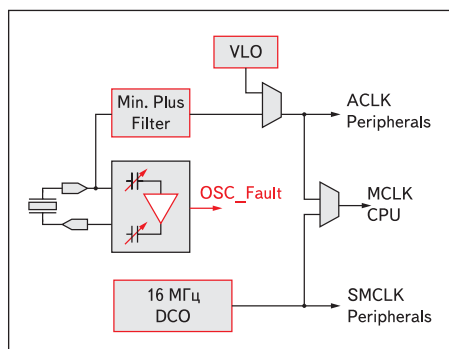 VLO
Min. Plus
Filter
ACLK
Peripherals
OSC_Fault
MCLK
CPU
16 МГц
DCO
SMCLK
Peripherals